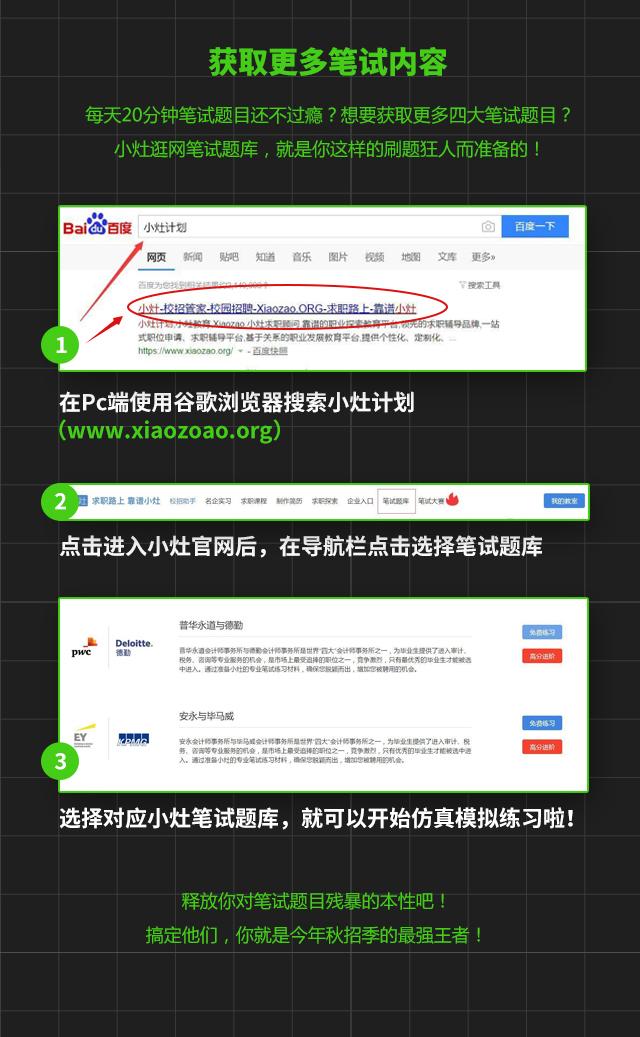 获取更多笔试内容
每天20分钟笔试题目还不过瘾？想要获取更多四大笔试题目？
小灶逛网笔试题库，就是你这样的刷题狂人而准备的！
Bai du 百度
小灶计划
百度一下
网页 新闻 贴吧 知道 音乐 图片 视频 地图 文库 更多»
百度为您找到相关结果约2,140,000个
搜索工具
小灶-校招管家-校园招聘-Xiaozao.ORG-求职路上-靠谱小灶
小灶计划,小灶教育,Xiaozao,小灶求职顾问,靠谱的职业探索教育平台,领先的求职辅导品牌,一站
式职位申请、求职辅导平台,基于关系的职业发展教育平台,提供个性化、定制化、...
https://www.xiaozao.org/ - 百度快照
1
在Pc端使用谷歌浏览器搜索小灶计划
（www.xiaozoao.org）
2
灶 求职路上 靠谱小灶 校招助手 名企实习 求职课程 制作简历 求职探索 企业入口 笔试题库 笔试大赛 我的教室
点击进入小灶官网后，在导航栏点击选择笔试题库
pwc
Deloitte.
德勤
普华永道与德勤
普华永道会计师事务所与德勤会计师事务所是世界“四大”会计师事务所之一，为毕业生提供了进入审计、
税务、咨询等专业服务的机会，是市场上最受追捧的职位之一，竞争激烈，只有最优秀的毕业生才能被选
中进入。通过准备小灶的专业笔试练习材料，确保您脱颖而出，增加您被聘用的机会。
免费练习
高分进阶
EY
KPMG
安永与毕马威
安永会计师事务所与毕马威会计师事务所是世界“四大”会计师事务所之一，为毕业生提供了进入审计、税
务、咨询等专业服务的机会，是市场上最受追捧的职位之一，竞争激烈，只有优秀的毕业生才能被选中进
入。通过准备小灶的专业笔试练习材料，确保您脱颖而出，增加您被聘用的机会。
免费练习
高分进阶
3
选择对应小灶笔试题库，就可以开始仿真模拟练习啦！
释放你对笔试题目残暴的本性吧！
搞定他们，你就是今年秋招季的最强王者！